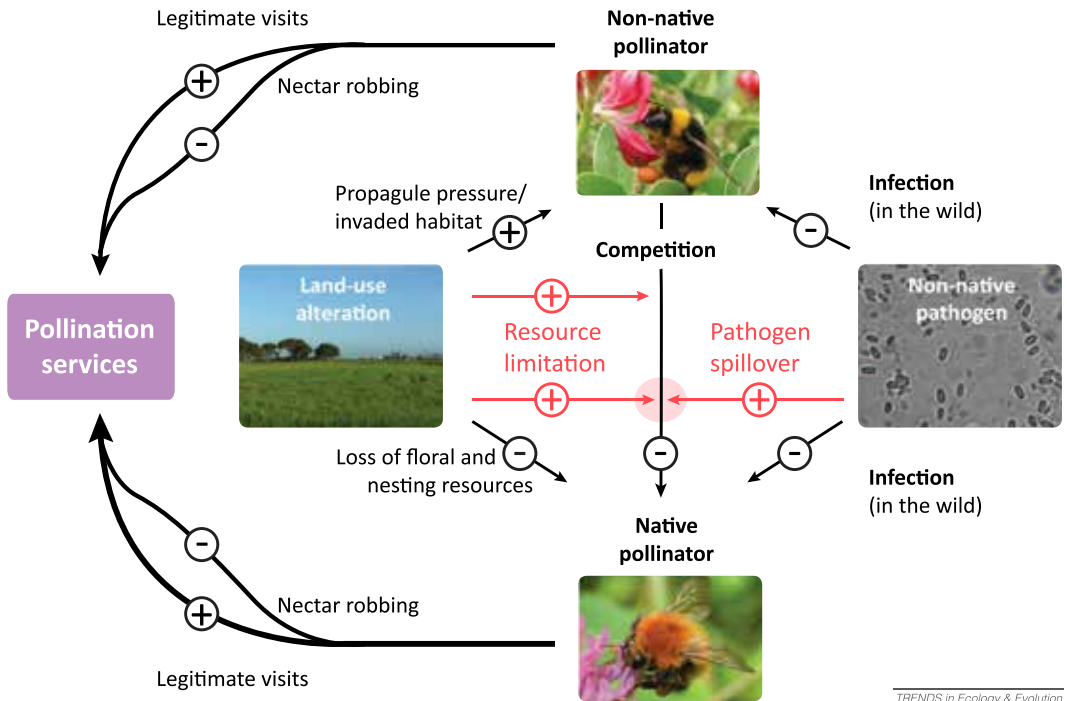 Legitimate visits
Non-native
pollinator
+
Nectar robbing
-
Propagule pressure/
invaded habitat
+
Infection
(in the wild)
-
Competition
Land-use
alteration
Non-native
pathogen
+
Pollination
services
Resource
limitation
Pathogen
spillover
+
+
Loss of floral and
nesting resources
-
-
-
Infection
(in the wild)
Native
pollinator
-
Nectar robbing
+
Legitimate visits
TRENDS in Ecology & Evolution